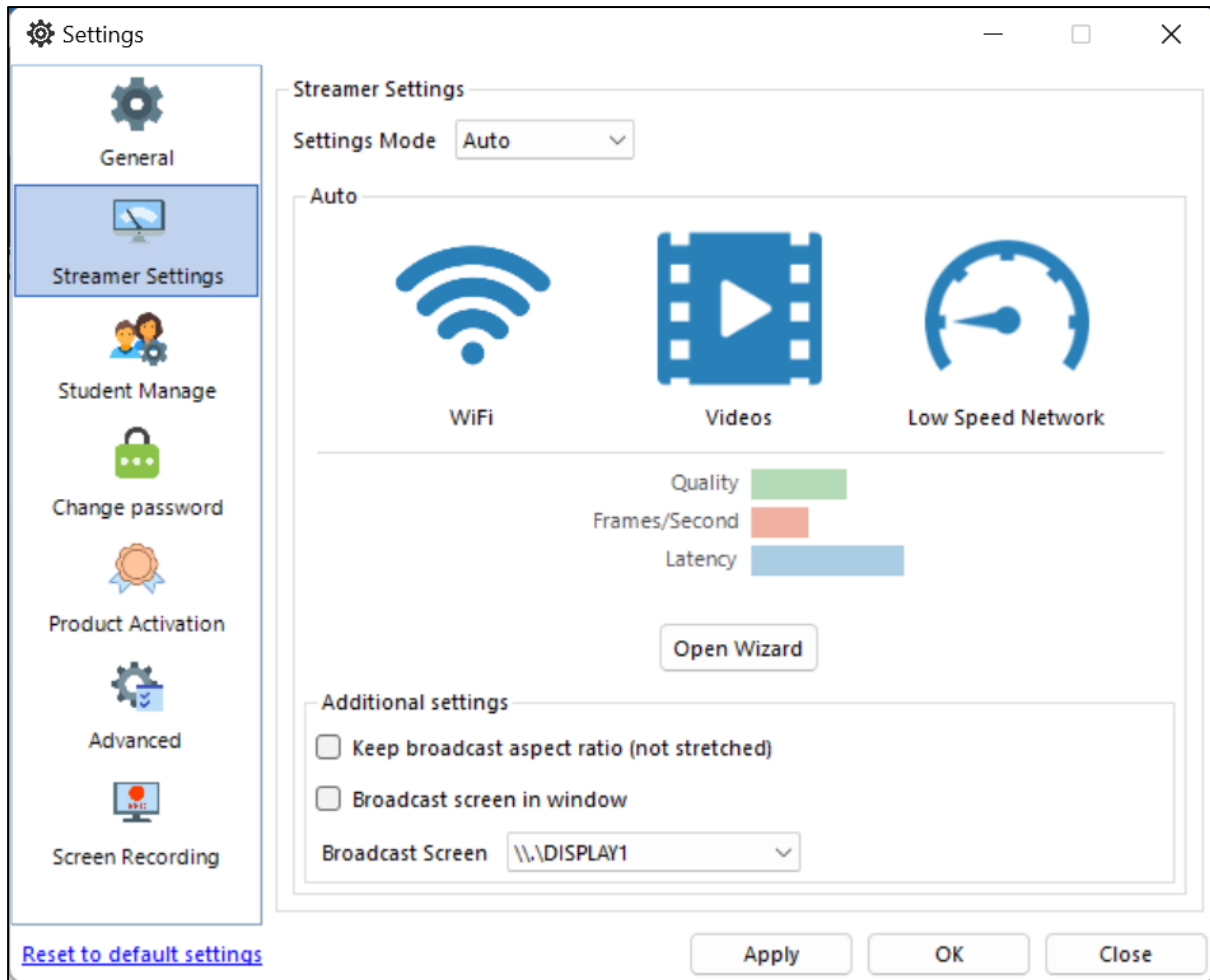 Settings
General
Streamer Settings
Student Manage
Change password
Product Activation
Advanced
Screen Recording
Reset to default settings
Streamer Settings
Settings Mode Auto
Auto
WiFi Videos Low Speed Network
Quality
Frames/Second
Latency
Open Wizard
Additional settings
Keep broadcast aspect ratio (not stretched)
Broadcast screen in window
Broadcast Screen \\.\DISPLAY1
Apply OK Close